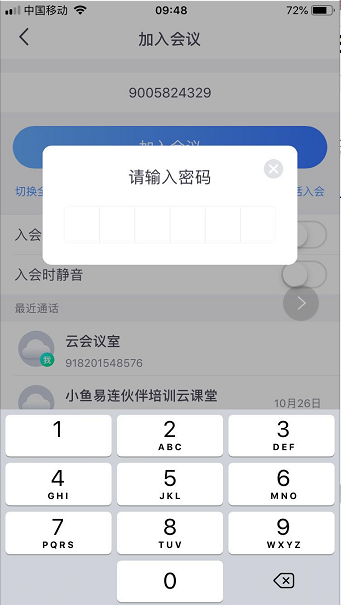 中国移动 09:48 72%
加入会议
9005824329
加入会议
请输入密码
切换全
话入会
入会
入会时静音
最近通话
云会议室
我
918201548576
小鱼易连伙伴培训云课堂
10月26日
1 2 ABC 3 DEF
4 GHI 5 JKL 6 MNO
7 PQRS 8 TUV 9 WXYZ
0